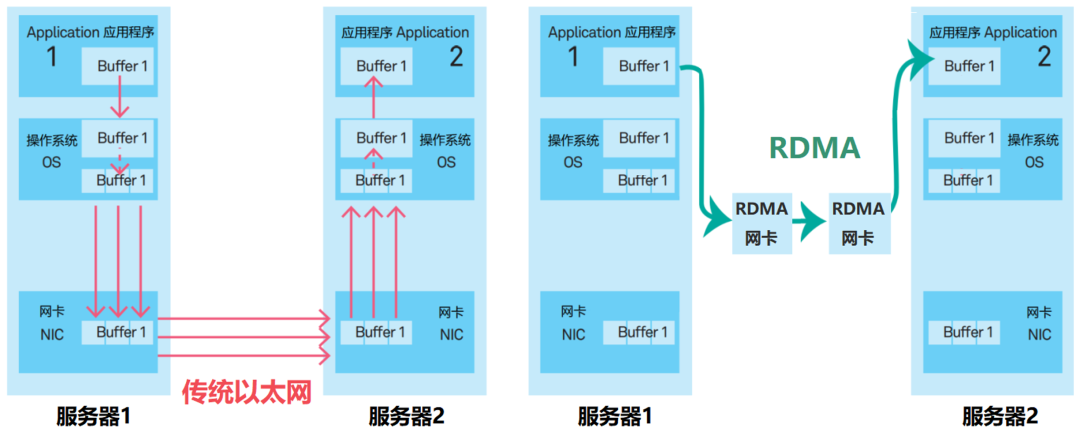 Application 应用程序
1
Buffer 1
操作系统
OS
Buffer 1
Buffer 1
网卡
NIC
Buffer 1
服务器1
应用程序 Application
2
Buffer 1
Buffer 1
操作系统
OS
Buffer 1
网卡
NIC
Buffer 1
服务器2
传统以太网
Application 应用程序
1
Buffer 1
操作系统
OS
Buffer 1
Buffer 1
网卡
NIC
Buffer 1
服务器1
RDMA
RDMA
网卡
RDMA
网卡
应用程序 Application
2
Buffer 1
Buffer 1
操作系统
OS
Buffer 1
网卡
NIC
Buffer 1
服务器2